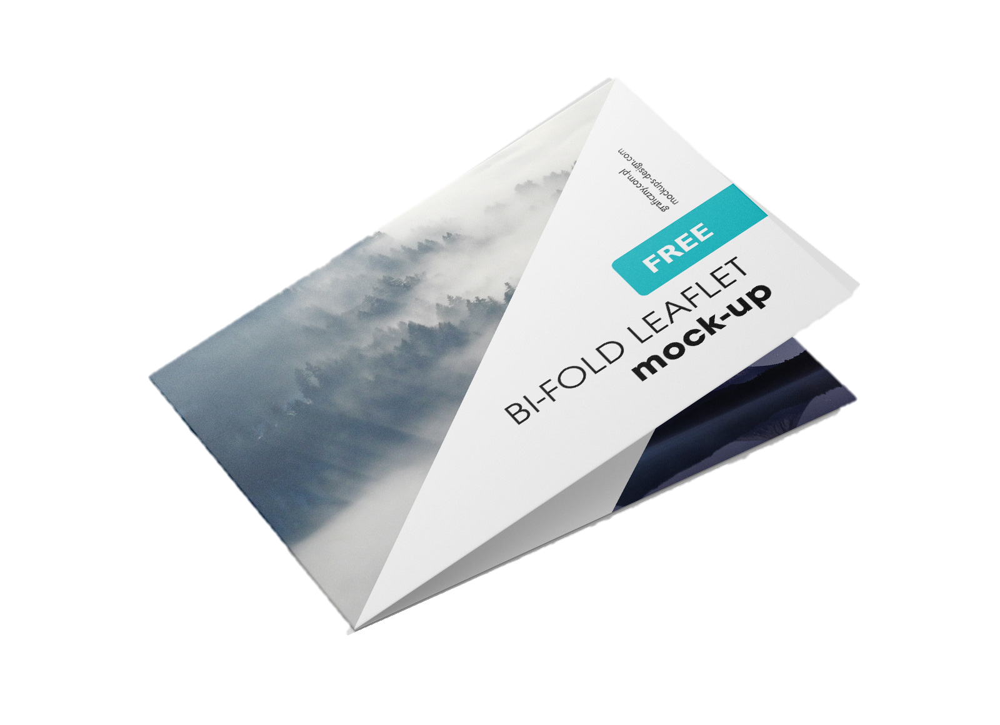 mockups-design.com
graficzny.com.pl
FREE
BI-FOLD LEAFLET
mock-up